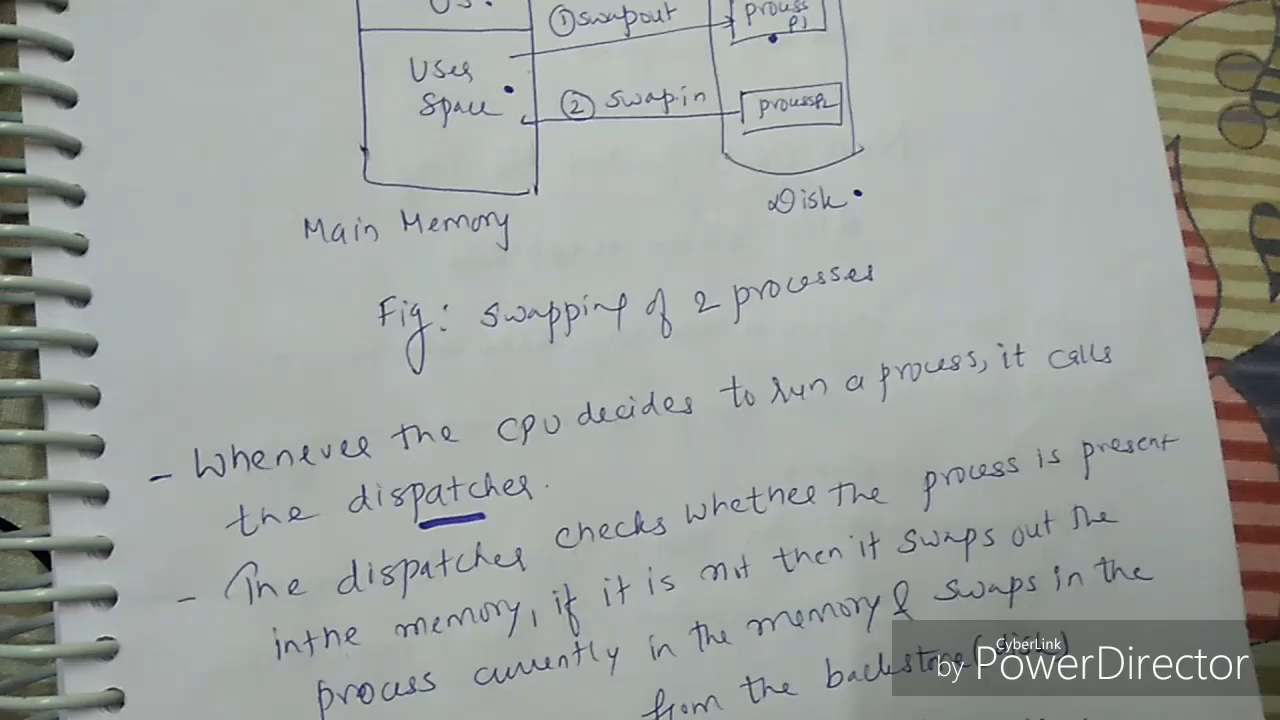 O.S.
① swapout
process
P1
User
Space
② swapin
process P2
Main Memory
Disk
Fig: swapping of 2 processes
- Whenever the CPU decides to run a process, it calls
the dispatcher.
- The dispatcher checks whether the process is present
in the memory, if it is not then it swaps out the
process currently in the memory & swaps in the
from the backstore (disk)
CyberLink
by PowerDirector